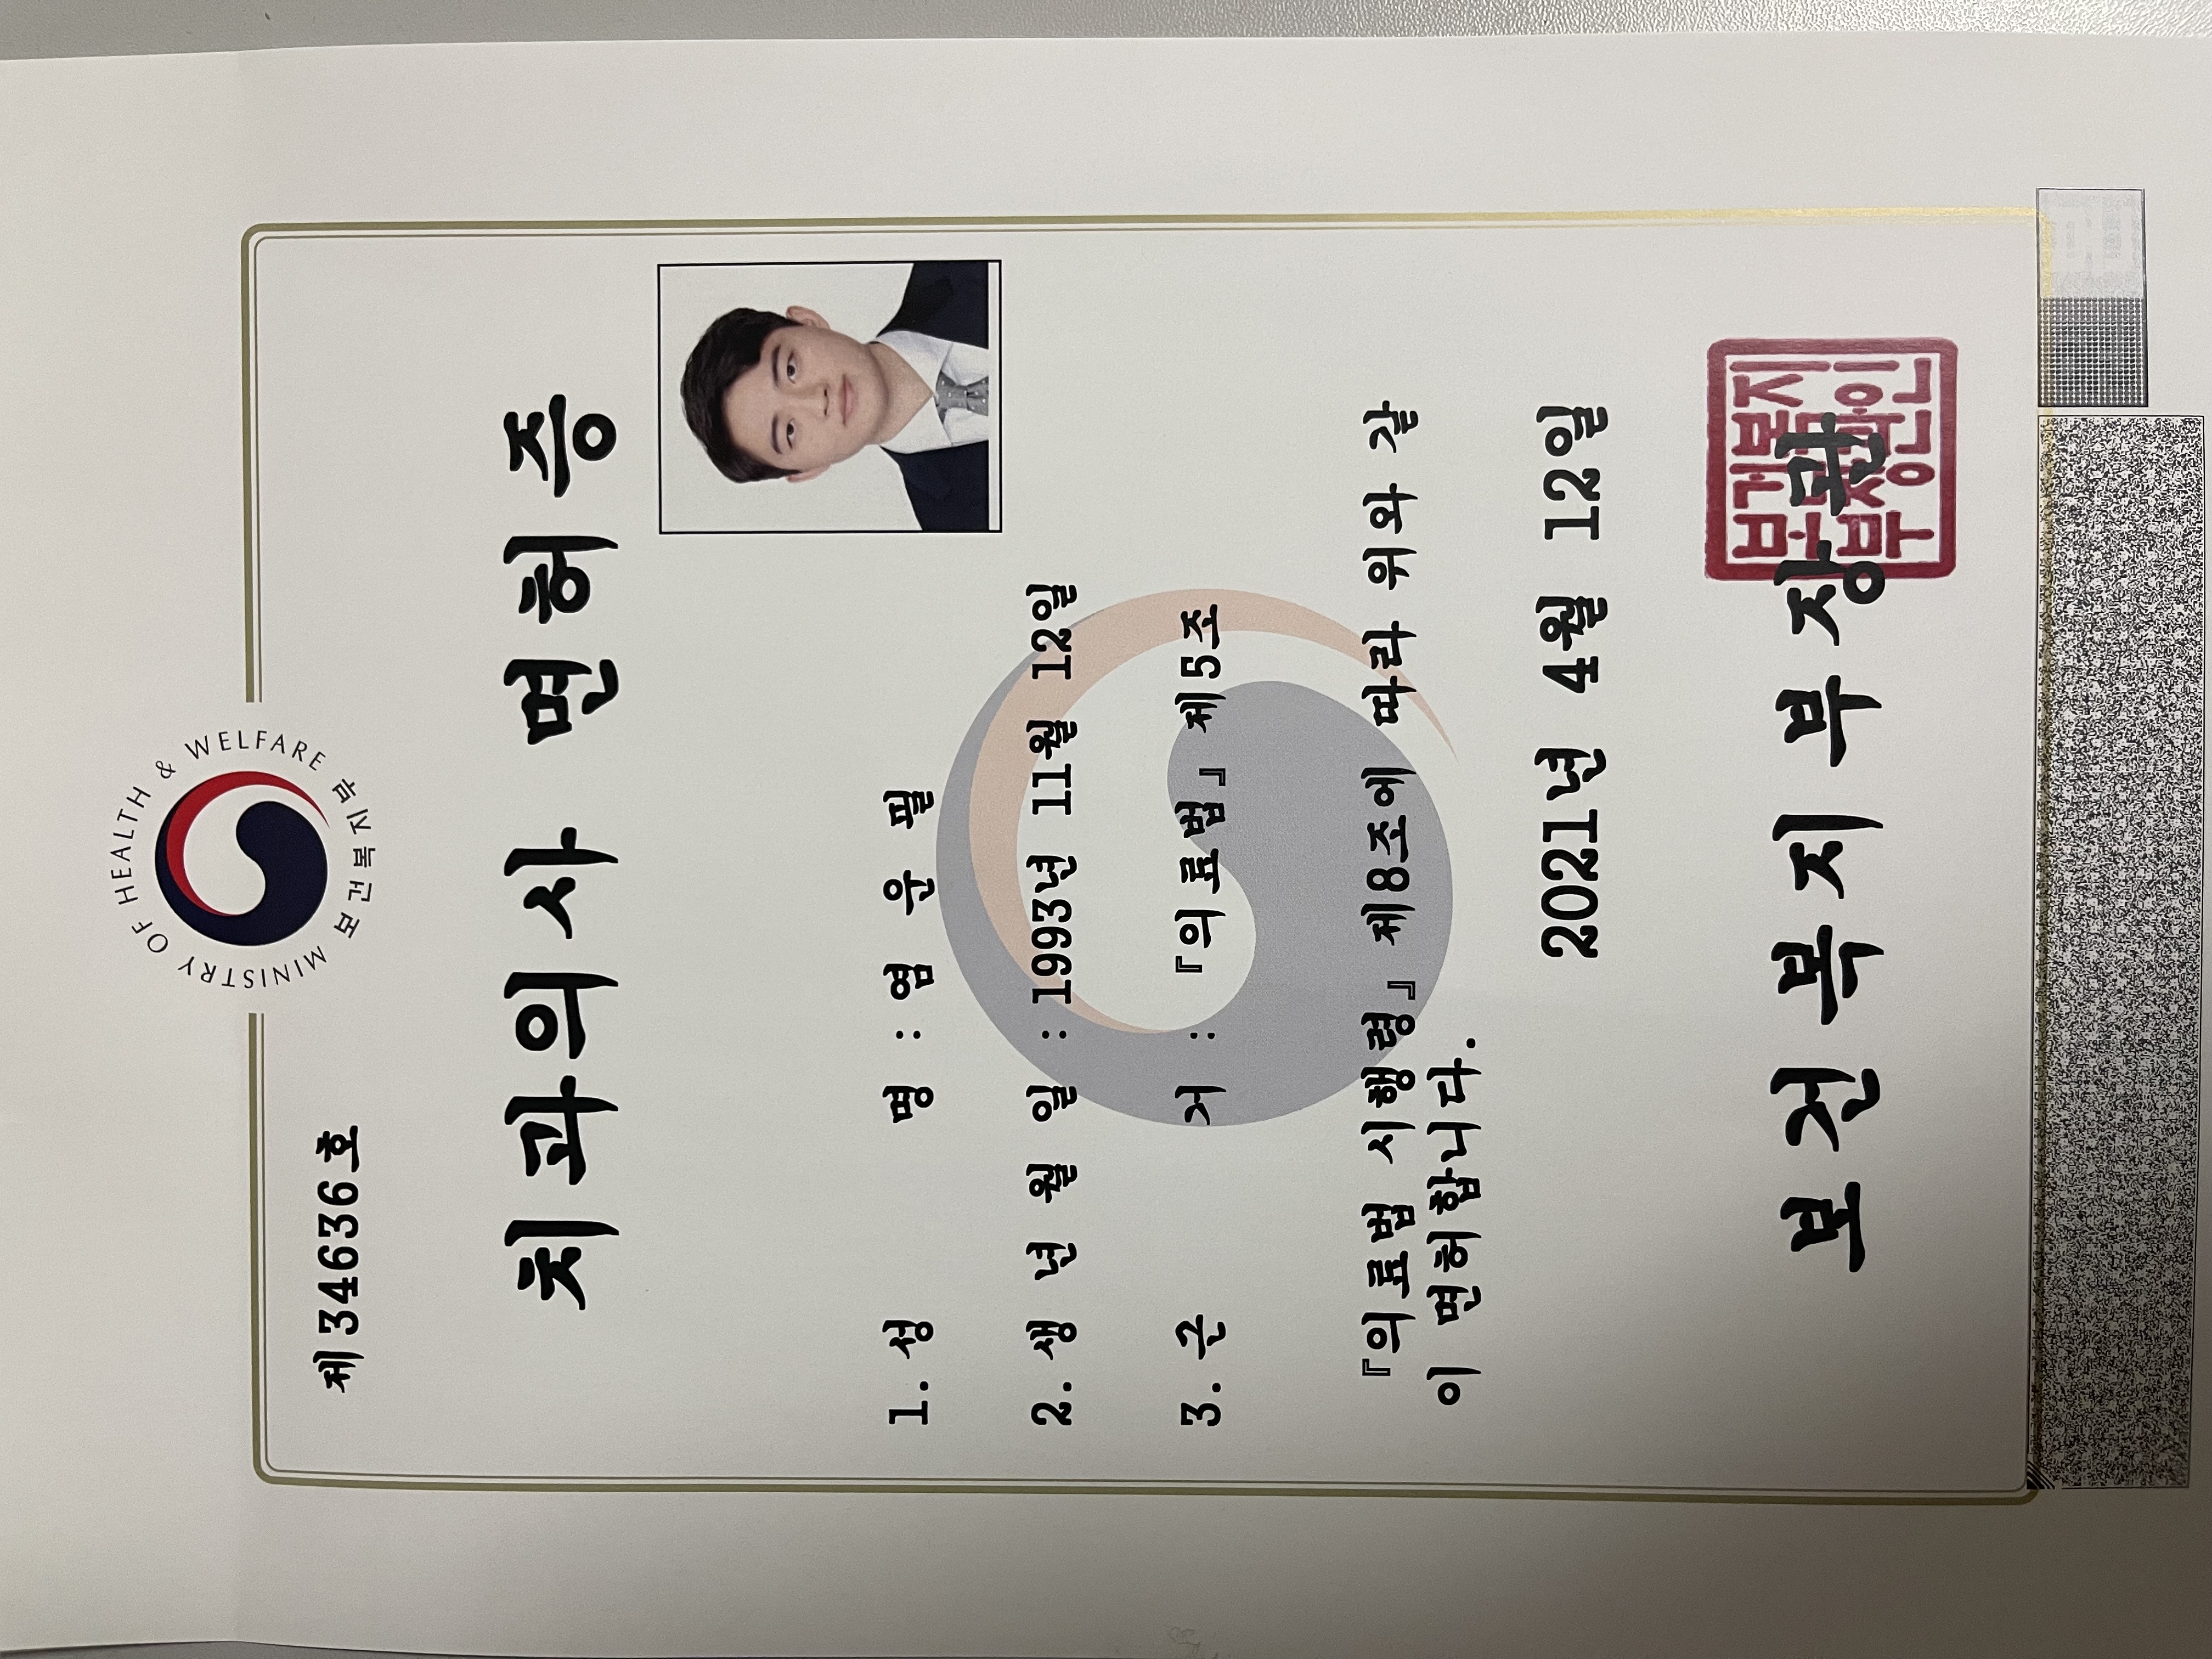 MINISTRY OF HEALTH & WELFARE
보건복지부
제34636호
치과의사 면허증
1. 성 명 : 염 운 필
2. 생 년 월 일 : 1993년 11월 12일
3. 근 거 : 『의료법』 제5조
『의료법 시행령』 제8조에 따라 위와 같
이 면허합니다.
2021년 4월 12일
보건복지부장관
보건복지
부장관인